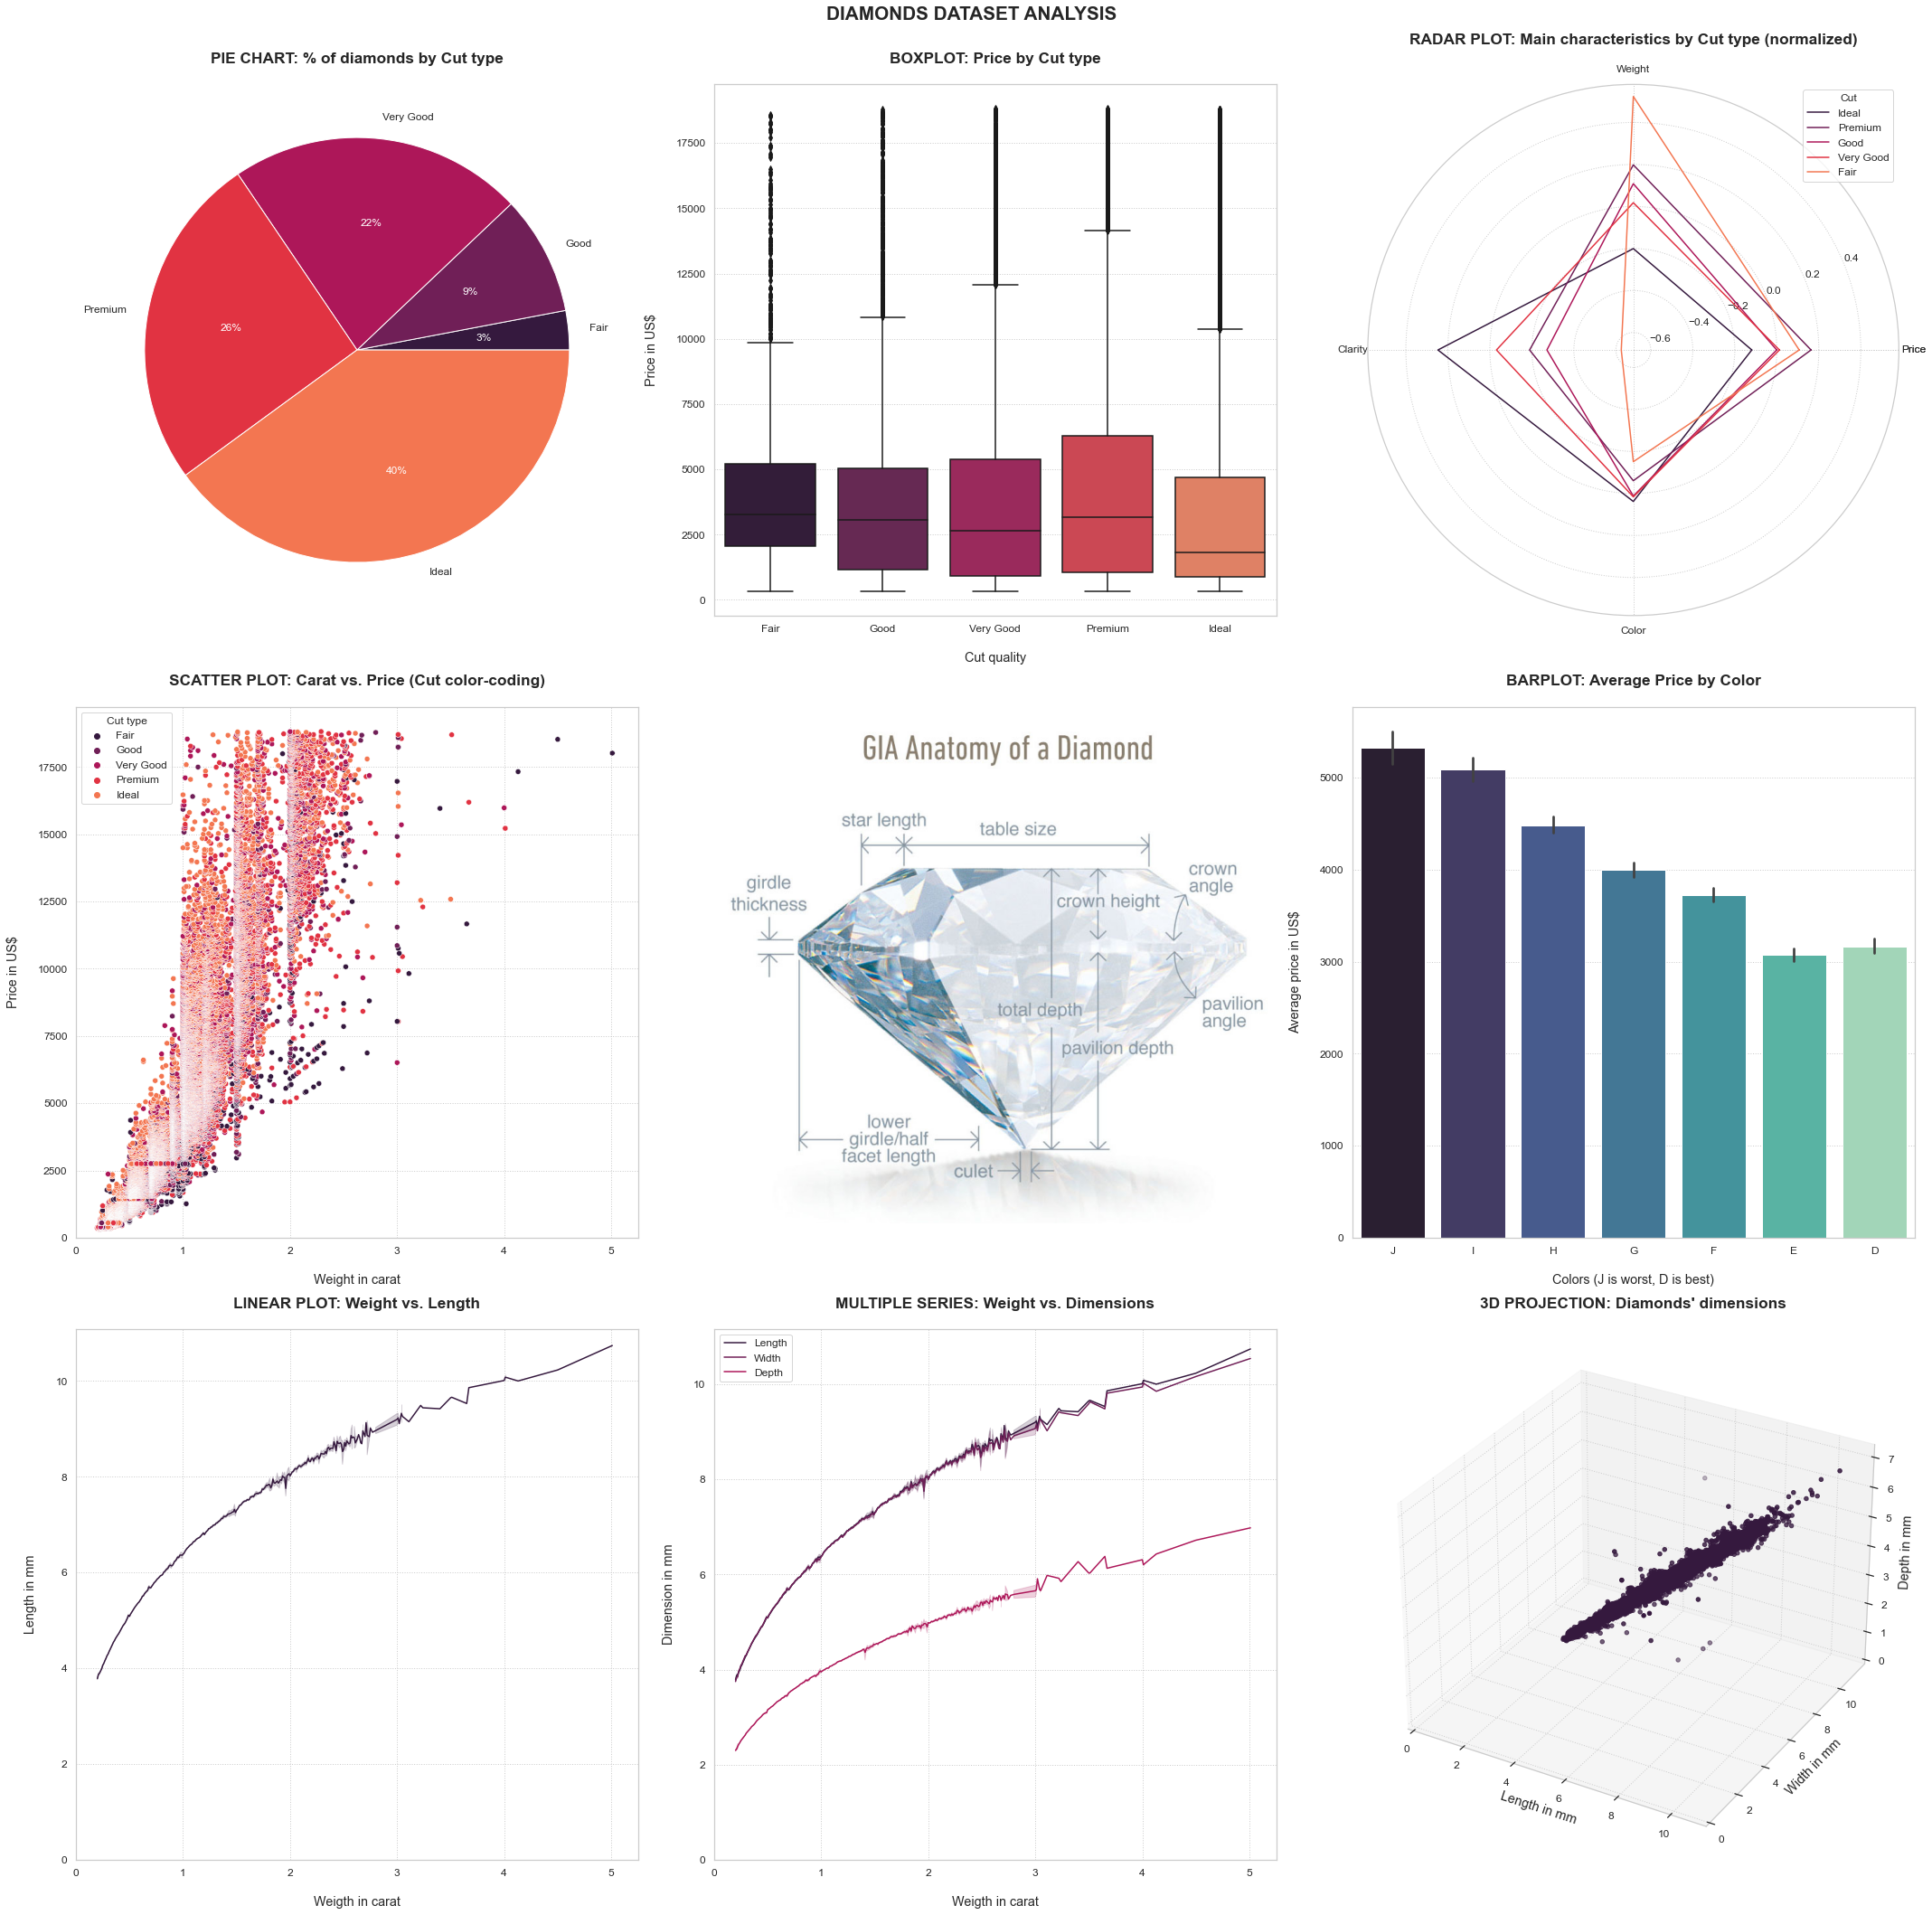 DIAMONDS DATASET ANALYSIS
PIE CHART: % of diamonds by Cut type
Very Good
Good
Fair
Premium
Ideal
22%
9%
3%
26%
40%
BOXPLOT: Price by Cut type
Price in US$
17500
15000
12500
10000
7500
5000
2500
0
Fair
Good
Very Good
Premium
Ideal
Cut quality
RADAR PLOT: Main characteristics by Cut type (normalized)
Weight
Cut
Ideal
Premium
Good
Very Good
Fair
0.4
0.2
0.0
−0.2
−0.4
−0.6
Clarity
Price
Color
SCATTER PLOT: Carat vs. Price (Cut color-coding)
Cut type
Fair
Good
Very Good
Premium
Ideal
Price in US$
17500
15000
12500
10000
7500
5000
2500
0
0
1
2
3
4
5
Weight in carat
GIA Anatomy of a Diamond
star length
table size
crown
angle
girdle
thickness
crown height
total depth
pavilion
angle
pavilion depth
lower
girdle/half
facet length
culet
BARPLOT: Average Price by Color
Average price in US$
5000
4000
3000
2000
1000
0
J
I
H
G
F
E
D
Colors (J is worst, D is best)
LINEAR PLOT: Weight vs. Length
Length in mm
10
8
6
4
2
0
0
1
2
3
4
5
Weigth in carat
MULTIPLE SERIES: Weight vs. Dimensions
Length
Width
Depth
Dimension in mm
10
8
6
4
2
0
0
1
2
3
4
5
Weigth in carat
3D PROJECTION: Diamonds' dimensions
7
6
5
4
3
2
1
0
Depth in mm
10
8
6
4
2
0
Width in mm
0
2
4
6
8
10
Length in mm